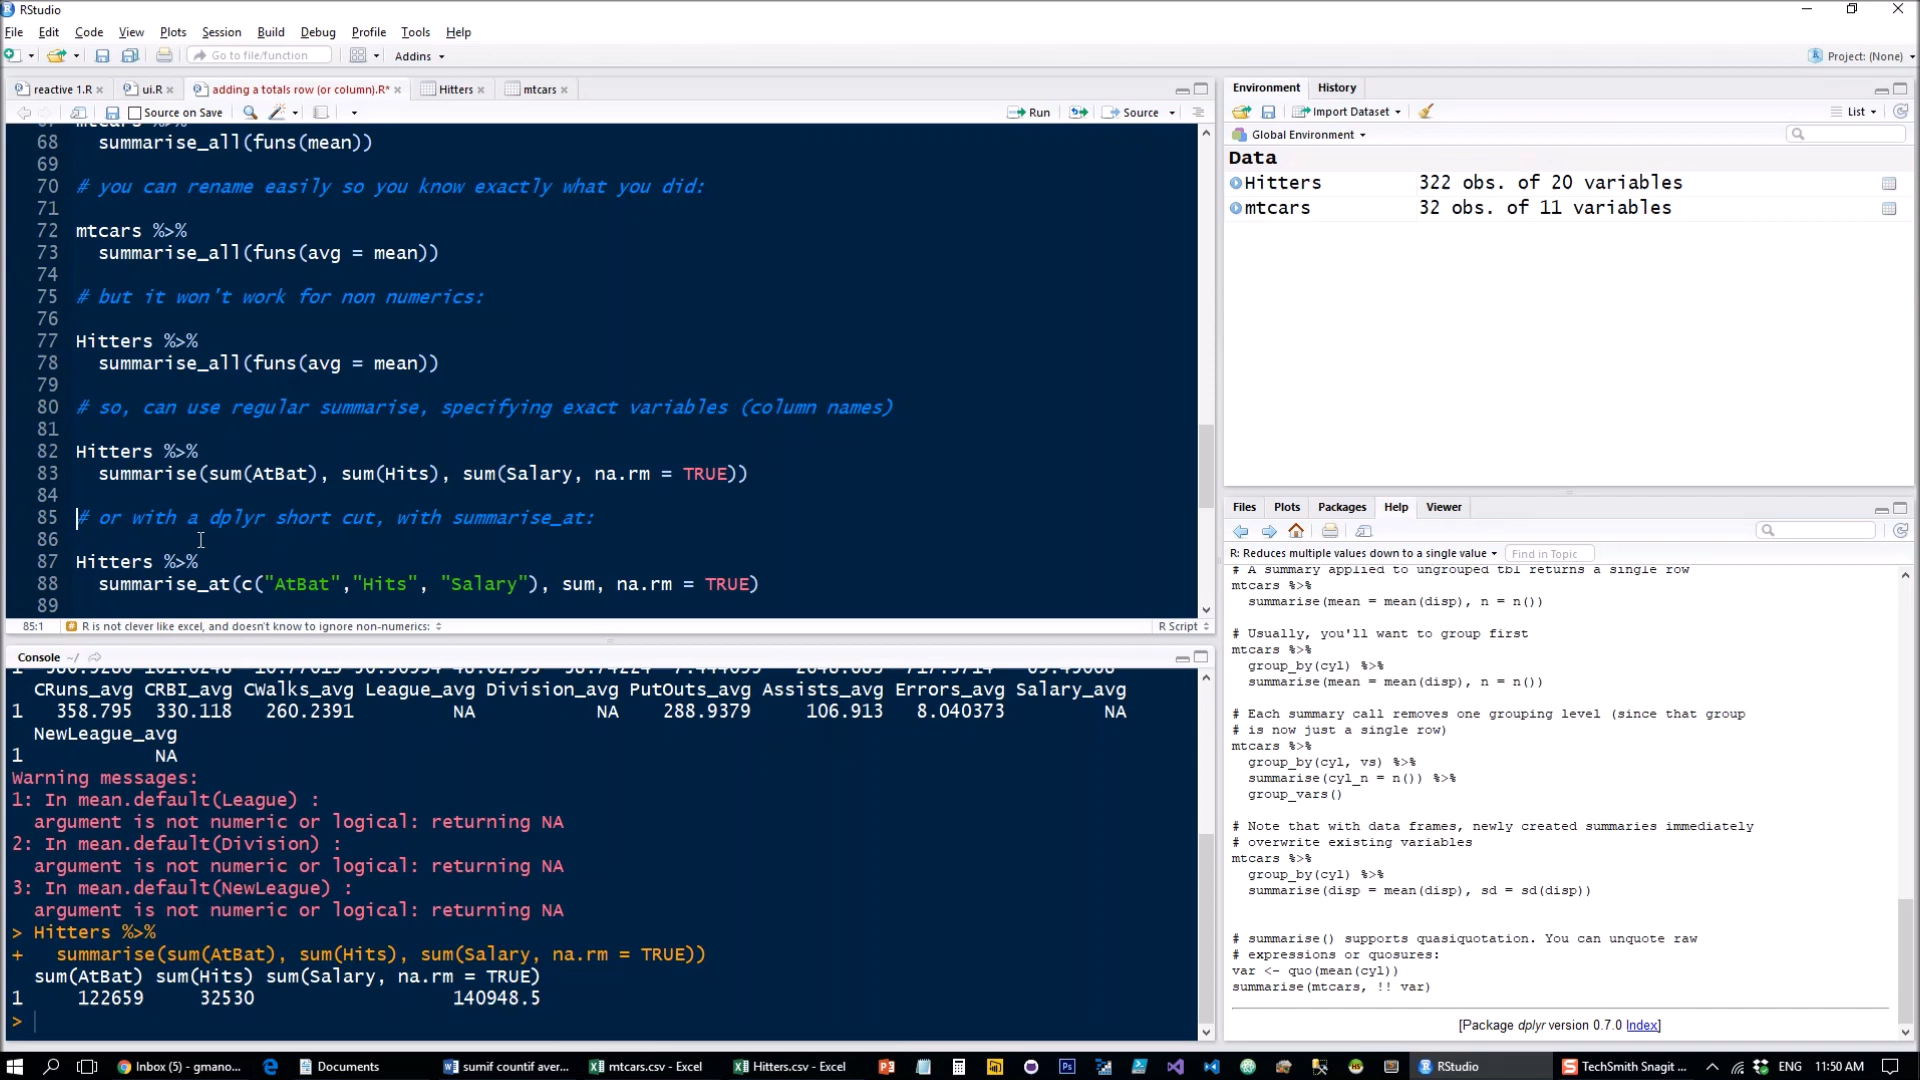 RStudio
File Edit Code View Plots Session Build Debug Profile Tools Help
Go to file/function Addins Project: (None)
reactive 1.R ui.R adding a totals row (or column).R* Hitters mtcars
Source on Save Run Source
67 mtcars %>%
68 summarise_all(funs(mean))
69
70 # you can rename easily so you know exactly what you did:
71
72 mtcars %>%
73 summarise_all(funs(avg = mean))
74
75 # but it won't work for non numerics:
76
77 Hitters %>%
78 summarise_all(funs(avg = mean))
79
80 # so, can use regular summarise, specifying exact variables (column names)
81
82 Hitters %>%
83 summarise(sum(AtBat), sum(Hits), sum(Salary, na.rm = TRUE))
84
85 # or with a dplyr short cut, with summarise_at:
86
87 Hitters %>%
88 summarise_at(c("AtBat","Hits", "Salary"), sum, na.rm = TRUE)
89
85:1 # R is not clever like excel, and doesn't know to ignore non-numerics: R Script
Console ~/
CRuns_avg CRBI_avg CWalks_avg League_avg Division_avg PutOuts_avg Assists_avg Errors_avg Salary_avg
1 358.795 330.118 260.2391 NA NA 288.9379 106.913 8.040373 NA
NewLeague_avg
1 NA
Warning messages:
1: In mean.default(League) :
argument is not numeric or logical: returning NA
2: In mean.default(Division) :
argument is not numeric or logical: returning NA
3: In mean.default(NewLeague) :
argument is not numeric or logical: returning NA
> Hitters %>%
+ summarise(sum(AtBat), sum(Hits), sum(Salary, na.rm = TRUE))
sum(AtBat) sum(Hits) sum(Salary, na.rm = TRUE)
1 122659 32530 140948.5
>
Environment History
Import Dataset List
Global Environment
Data
Hitters 322 obs. of 20 variables
mtcars 32 obs. of 11 variables
Files Plots Packages Help Viewer
R: Reduces multiple values down to a single value Find in Topic
# A summary applied to ungrouped tbl returns a single row
mtcars %>%
summarise(mean = mean(disp), n = n())
# Usually, you'll want to group first
mtcars %>%
group_by(cyl) %>%
summarise(mean = mean(disp), n = n())
# Each summary call removes one grouping level (since that group
# is now just a single row)
mtcars %>%
group_by(cyl, vs) %>%
summarise(cyl_n = n()) %>%
group_vars()
# Note that with data frames, newly created summaries immediately
# overwrite existing variables
mtcars %>%
group_by(cyl) %>%
summarise(disp = mean(disp), sd = sd(disp))
# summarise() supports quasiquotation. You can unquote raw
# expressions or quosures:
var <- quo(mean(cyl))
summarise(mtcars, !! var)
[Package dplyr version 0.7.0 Index]
Inbox (5) - gmano... Documents sumif countif aver... mtcars.csv - Excel Hitters.csv - Excel RStudio TechSmith Snagit ... ENG 11:50 AM